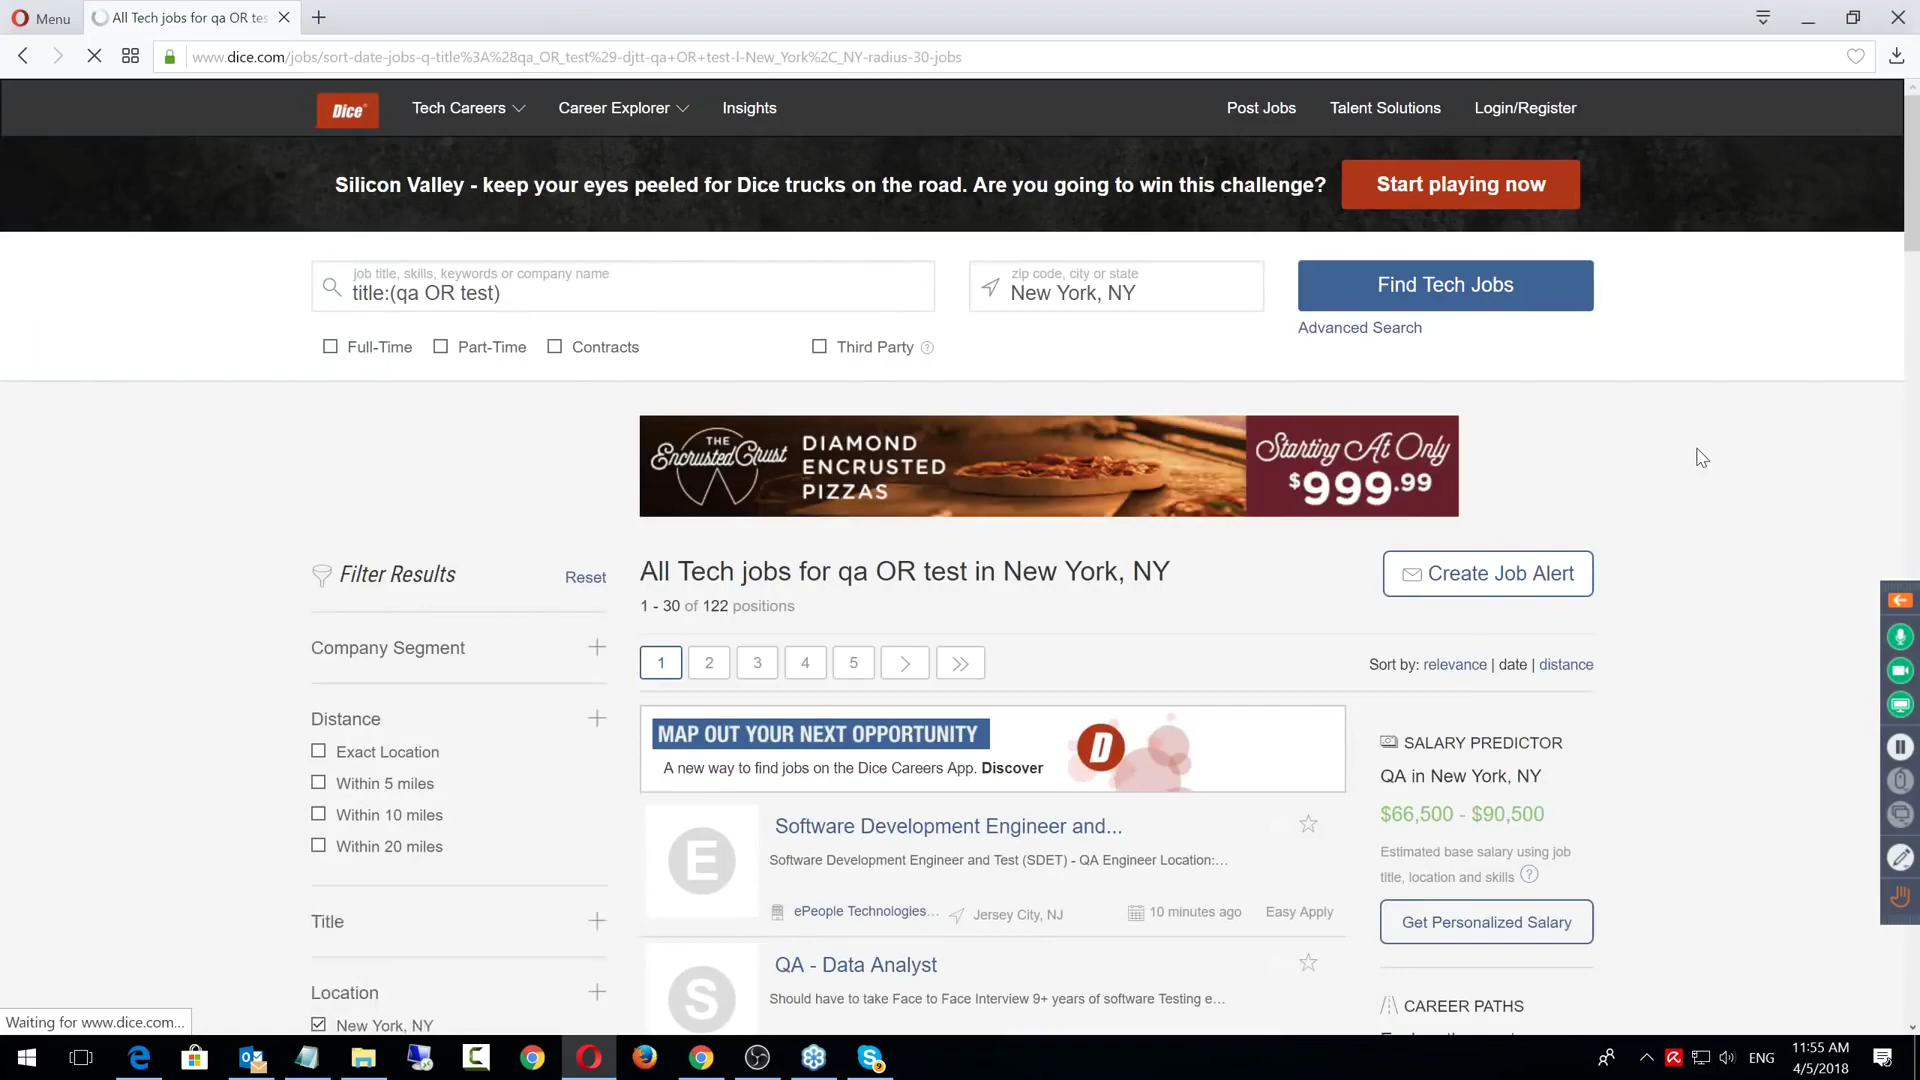 Menu
All Tech jobs for qa OR tes
www.dice.com/jobs/sort-date-jobs-q-title%3A%28qa_OR_test%29-djtt-qa+OR+test-l-New_York%2C_NY-radius-30-jobs
Dice
Tech Careers
Career Explorer
Insights
Post Jobs
Talent Solutions
Login/Register
Silicon Valley - keep your eyes peeled for Dice trucks on the road. Are you going to win this challenge?
Start playing now
job title, skills, keywords or company name
title:(qa OR test)
zip code, city or state
New York, NY
Find Tech Jobs
Advanced Search
Full-Time
Part-Time
Contracts
Third Party ?
THE
Encrusted Crust
DIAMOND
ENCRUSTED
PIZZAS
Starting At Only
$999.99
Filter Results
Reset
Company Segment
Distance
Exact Location
Within 5 miles
Within 10 miles
Within 20 miles
Title
Location
New York, NY
All Tech jobs for qa OR test in New York, NY
1 - 30 of 122 positions
Create Job Alert
1
2
3
4
5
>
>>
Sort by: relevance | date | distance
MAP OUT YOUR NEXT OPPORTUNITY
A new way to find jobs on the Dice Careers App. Discover
D
E
Software Development Engineer and...
Software Development Engineer and Test (SDET) - QA Engineer Location:...
ePeople Technologies...
Jersey City, NJ
10 minutes ago
Easy Apply
S
QA - Data Analyst
Should have to take Face to Face Interview 9+ years of software Testing e...
SALARY PREDICTOR
QA in New York, NY
$66,500 - $90,500
Estimated base salary using job
title, location and skills ?
Get Personalized Salary
CAREER PATHS
Waiting for www.dice.com...
9
ENG
11:55 AM
4/5/2018